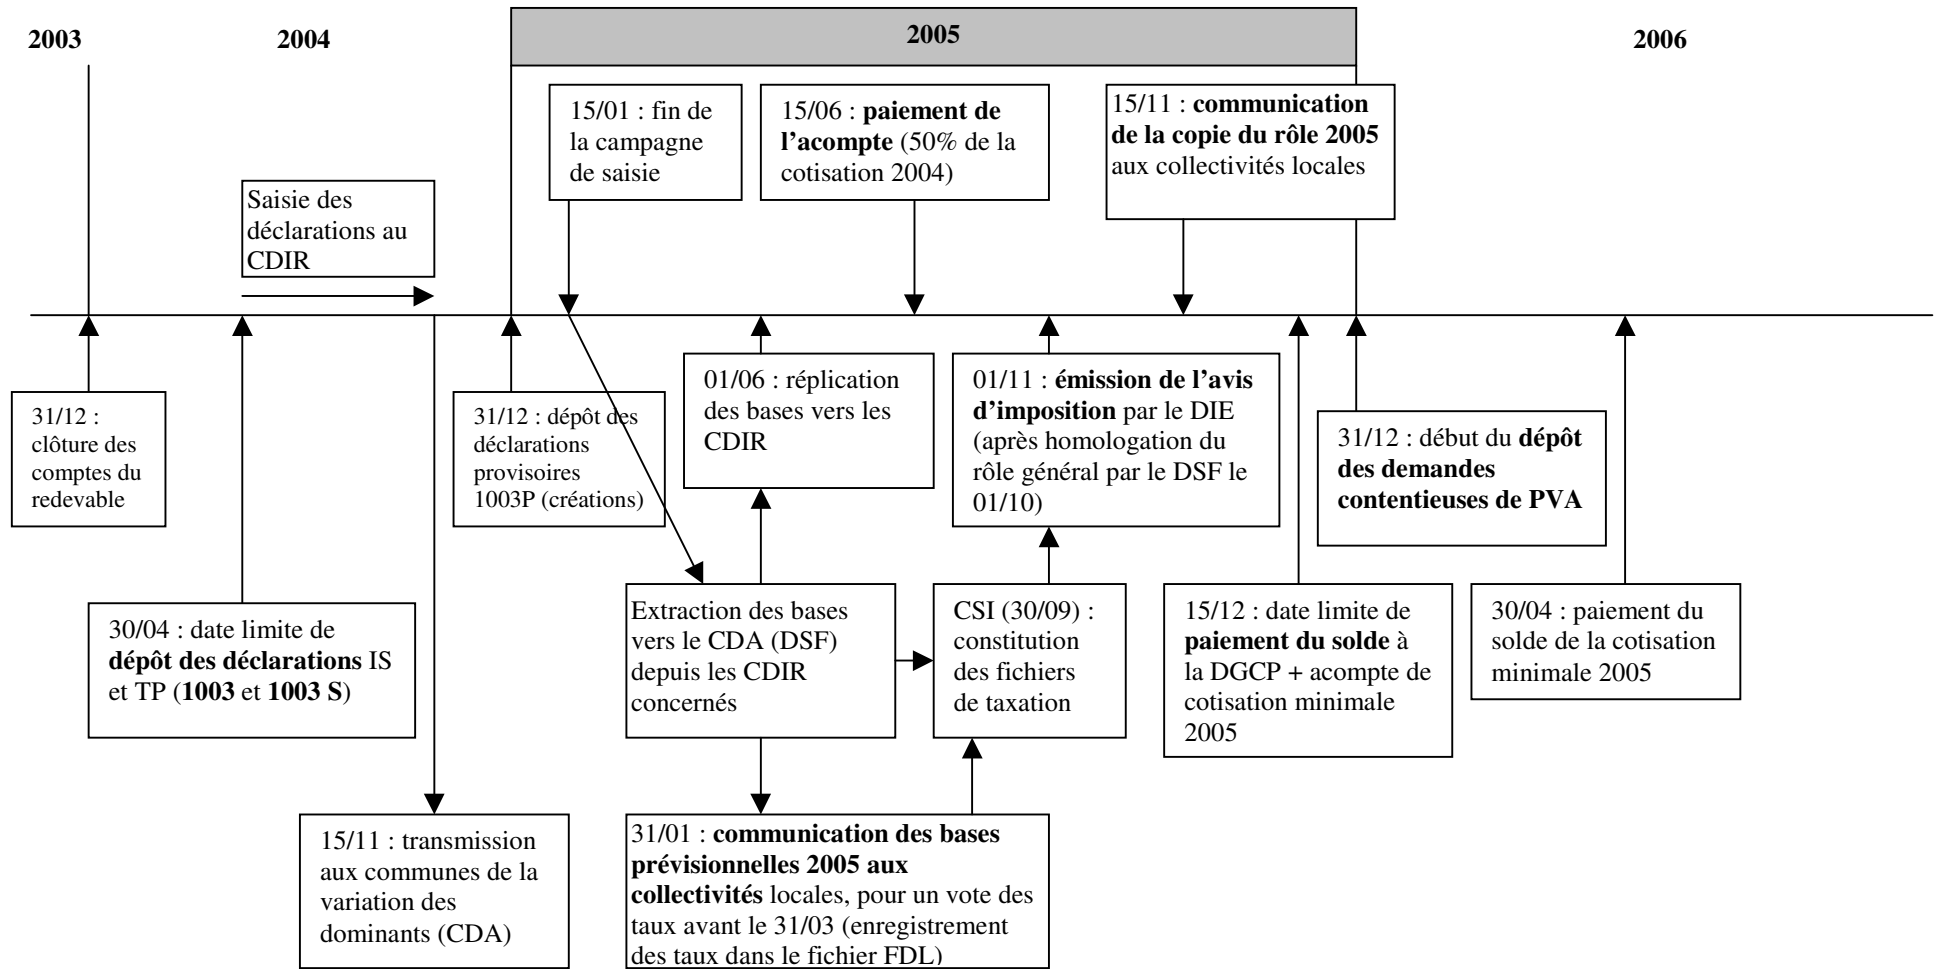 2003
2004
2005
2006
15/01 : fin de
la campagne
de saisie
15/06 : paiement de
l’acompte (50% de la
cotisation 2004)
15/11 : communication
de la copie du rôle 2005
aux collectivités locales
Saisie des
déclarations au
CDIR
31/12 :
clôture des
comptes du
redevable
31/12 : dépôt des
déclarations
provisoires
1003P (créations)
01/06 : réplication
des bases vers les
CDIR
01/11 : émission de l’avis
d’imposition par le DIE
(après homologation du
rôle général par le DSF le
01/10)
31/12 : début du dépôt
des demandes
contentieuses de PVA
30/04 : date limite de
dépôt des déclarations IS
et TP (1003 et 1003 S)
Extraction des bases
vers le CDA (DSF)
depuis les CDIR
concernés
CSI (30/09) :
constitution
des fichiers
de taxation
15/12 : date limite de
paiement du solde à
la DGCP + acompte de
cotisation minimale
2005
30/04 : paiement du
solde de la cotisation
minimale 2005
15/11 : transmission
aux communes de la
variation des
dominants (CDA)
31/01 : communication des bases
prévisionnelles 2005 aux
collectivités locales, pour un vote des
taux avant le 31/03 (enregistrement
des taux dans le fichier FDL)